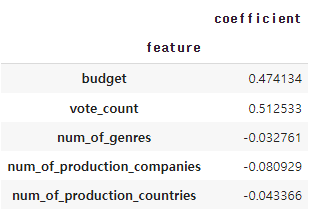 coefficient
feature
budget 0.474134
vote_count 0.512533
num_of_genres -0.032761
num_of_production_companies -0.080929
num_of_production_countries -0.043366